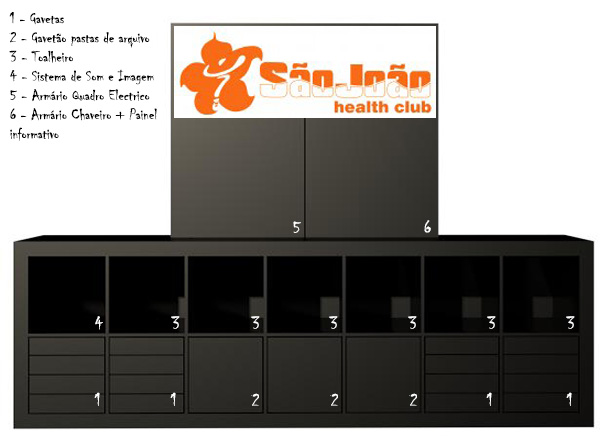 1 - Gavetas
2 - Gavetão pastas de arquivo
3 - Toalheiro
4 - Sistema de Som e Imagem
5 - Armário Quadro Electrico
6 - Armário Chaveiro + Painel
informativo
São João
health club
5 6
4 3 3 3 3 3 3
1 1 2 2 2 1 1